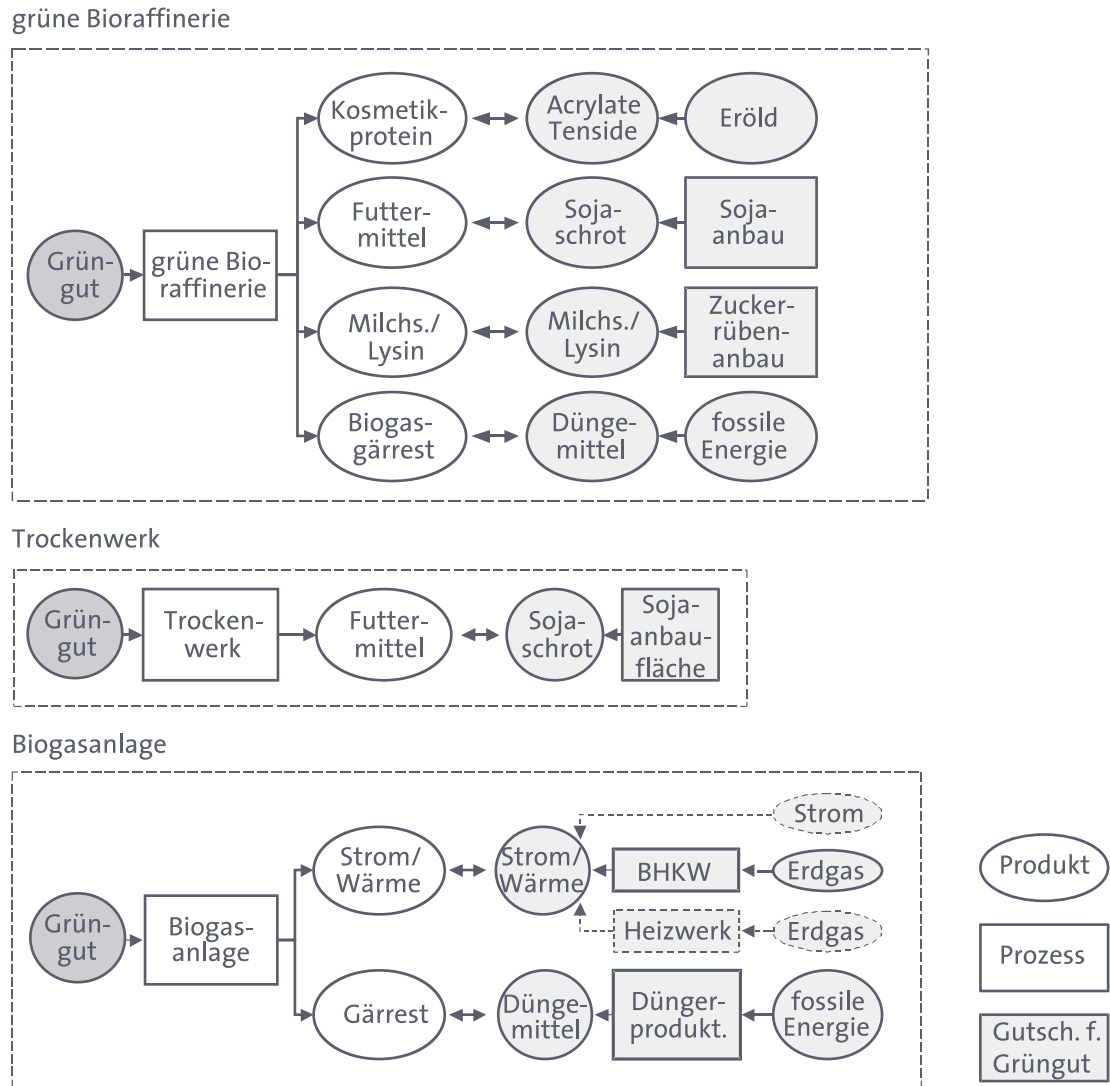 grüne Bioraffinerie
Kosmetik-
protein
Acrylate
Tenside
Eröld
Futter-
mittel
Soja-
schrot
Soja-
anbau
Grün-
gut
grüne Bio-
raffinerie
Milchs./
Lysin
Milchs./
Lysin
Zucker-
rüben-
anbau
Biogas-
gärrest
Dünge-
mittel
fossile
Energie
Trockenwerk
Grün-
gut
Trocken-
werk
Futter-
mittel
Soja-
schrot
Soja-
anbau-
fläche
Biogasanlage
Strom
Strom/
Wärme
Strom/
Wärme
BHKW
Erdgas
Grün-
gut
Biogas-
anlage
Heizwerk
Erdgas
Gärrest
Dünge-
mittel
Dünger-
produkt.
fossile
Energie
Produkt
Prozess
Gutsch. f.
Grüngut